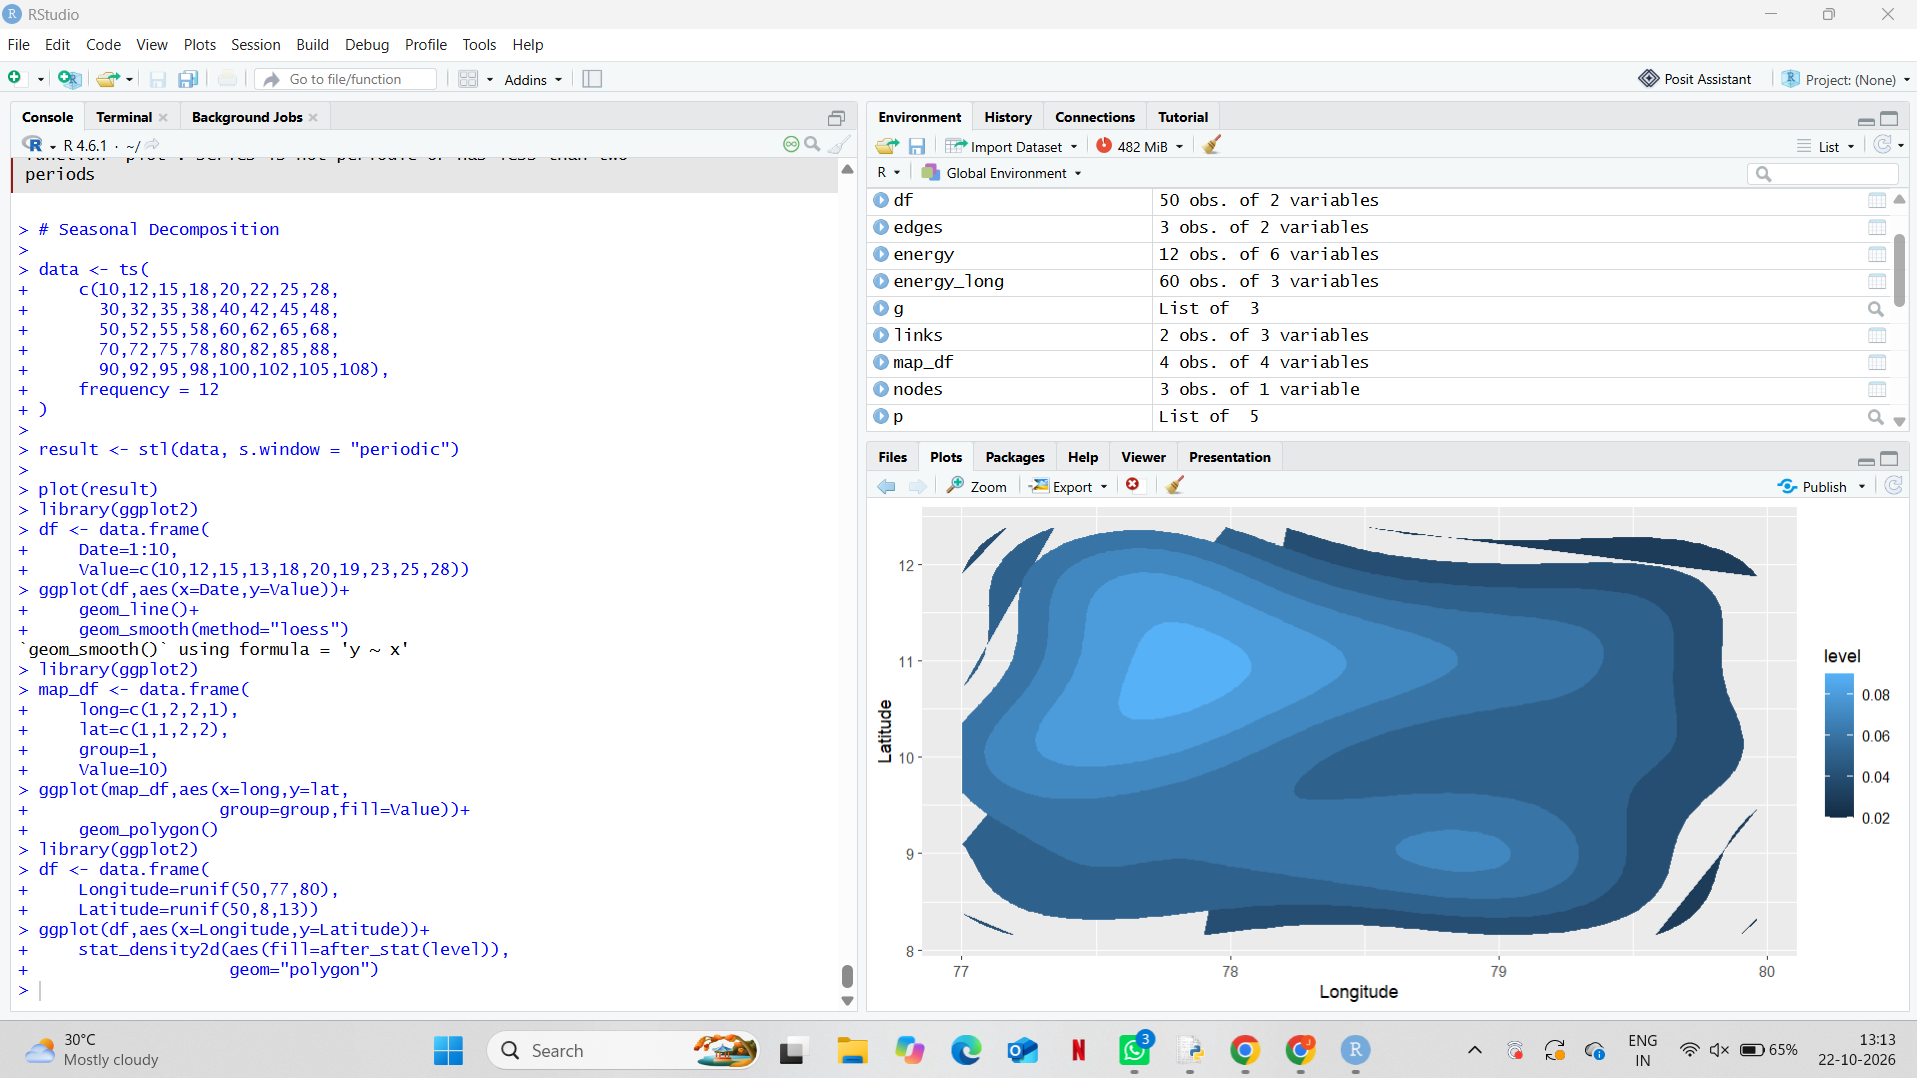 RStudio
File Edit Code View Plots Session Build Debug Profile Tools Help
Go to file/function Addins Posit Assistant Project: (None)
Console Terminal Background Jobs
R 4.6.1 · ~/
periods
> # Seasonal Decomposition
>
> data <- ts(
+ c(10,12,15,18,20,22,25,28,
+ 30,32,35,38,40,42,45,48,
+ 50,52,55,58,60,62,65,68,
+ 70,72,75,78,80,82,85,88,
+ 90,92,95,98,100,102,105,108),
+ frequency = 12
+ )
>
> result <- stl(data, s.window = "periodic")
>
> plot(result)
> library(ggplot2)
> df <- data.frame(
+ Date=1:10,
+ Value=c(10,12,15,13,18,20,19,23,25,28))
> ggplot(df,aes(x=Date,y=Value))+
+ geom_line()+
+ geom_smooth(method="loess")
`geom_smooth()` using formula = 'y ~ x'
> library(ggplot2)
> map_df <- data.frame(
+ long=c(1,2,2,1),
+ lat=c(1,1,2,2),
+ group=1,
+ Value=10)
> ggplot(map_df,aes(x=long,y=lat,
+ group=group,fill=Value))+
+ geom_polygon()
> library(ggplot2)
> df <- data.frame(
+ Longitude=runif(50,77,80),
+ Latitude=runif(50,8,13))
> ggplot(df,aes(x=Longitude,y=Latitude))+
+ stat_density2d(aes(fill=after_stat(level)),
+ geom="polygon")
>
Environment History Connections Tutorial
Import Dataset 482 MiB List
R Global Environment
df 50 obs. of 2 variables
edges 3 obs. of 2 variables
energy 12 obs. of 6 variables
energy_long 60 obs. of 3 variables
g List of 3
links 2 obs. of 3 variables
map_df 4 obs. of 4 variables
nodes 3 obs. of 1 variable
p List of 5
Files Plots Packages Help Viewer Presentation
Zoom Export Publish
12
11
10
9
8
Latitude
77 78 79 80
Longitude
level
0.08
0.06
0.04
0.02
30°C
Mostly cloudy
Search
3
ENG
IN
65%
13:13
22-10-2026